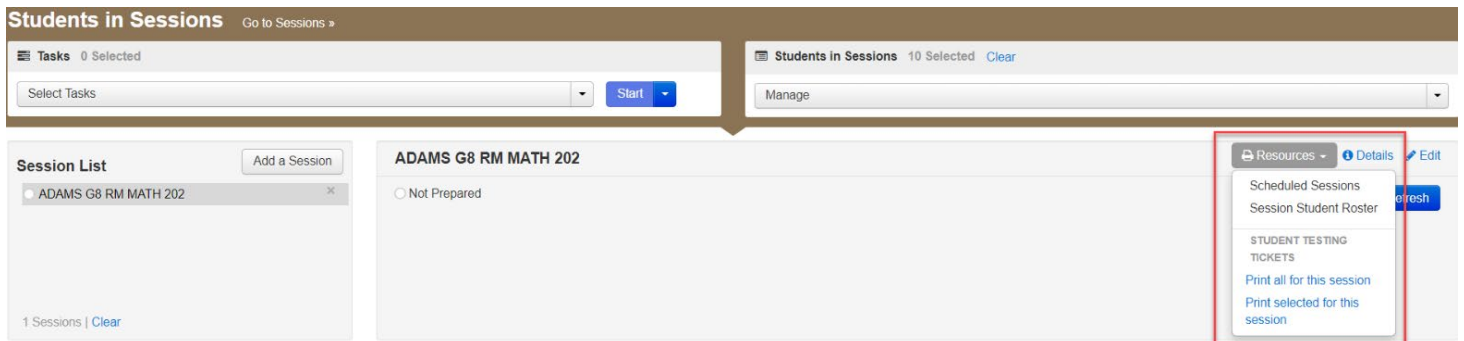 Students in Sessions Go to Sessions »
Tasks 0 Selected
Students in Sessions 10 Selected Clear
Select Tasks
Start
Manage
Session List
Add a Session
ADAMS G8 RM MATH 202
ADAMS G8 RM MATH 202
Resources
Details
Edit
Not Prepared
Scheduled Sessions
Session Student Roster
efresh
STUDENT TESTING
TICKETS
Print all for this session
Print selected for this
session
1 Sessions | Clear